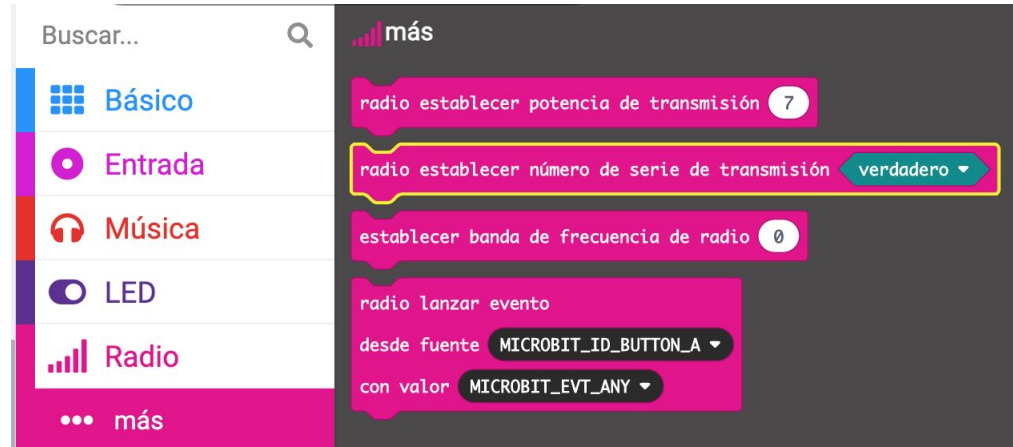 Buscar...
Básico
Entrada
Música
LED
Radio
más
más
radio establecer potencia de transmisión 7
radio establecer número de serie de transmisión verdadero
establecer banda de frecuencia de radio 0
radio lanzar evento
desde fuente MICROBIT_ID_BUTTON_A
con valor MICROBIT_EVT_ANY